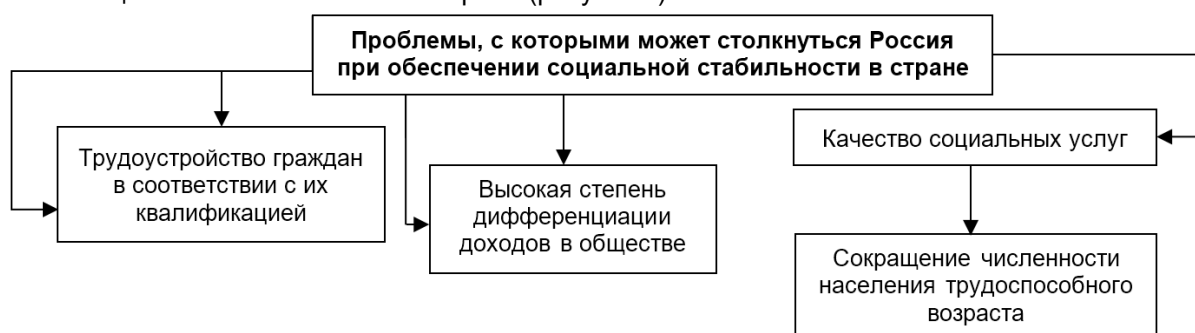 Проблемы, с которыми может столкнуться Россия
при обеспечении социальной стабильности в стране
Трудоустройство граждан
в соответствии с их
квалификацией
Высокая степень
дифференциации
доходов в обществе
Качество социальных услуг
Сокращение численности
населения трудоспособного
возраста